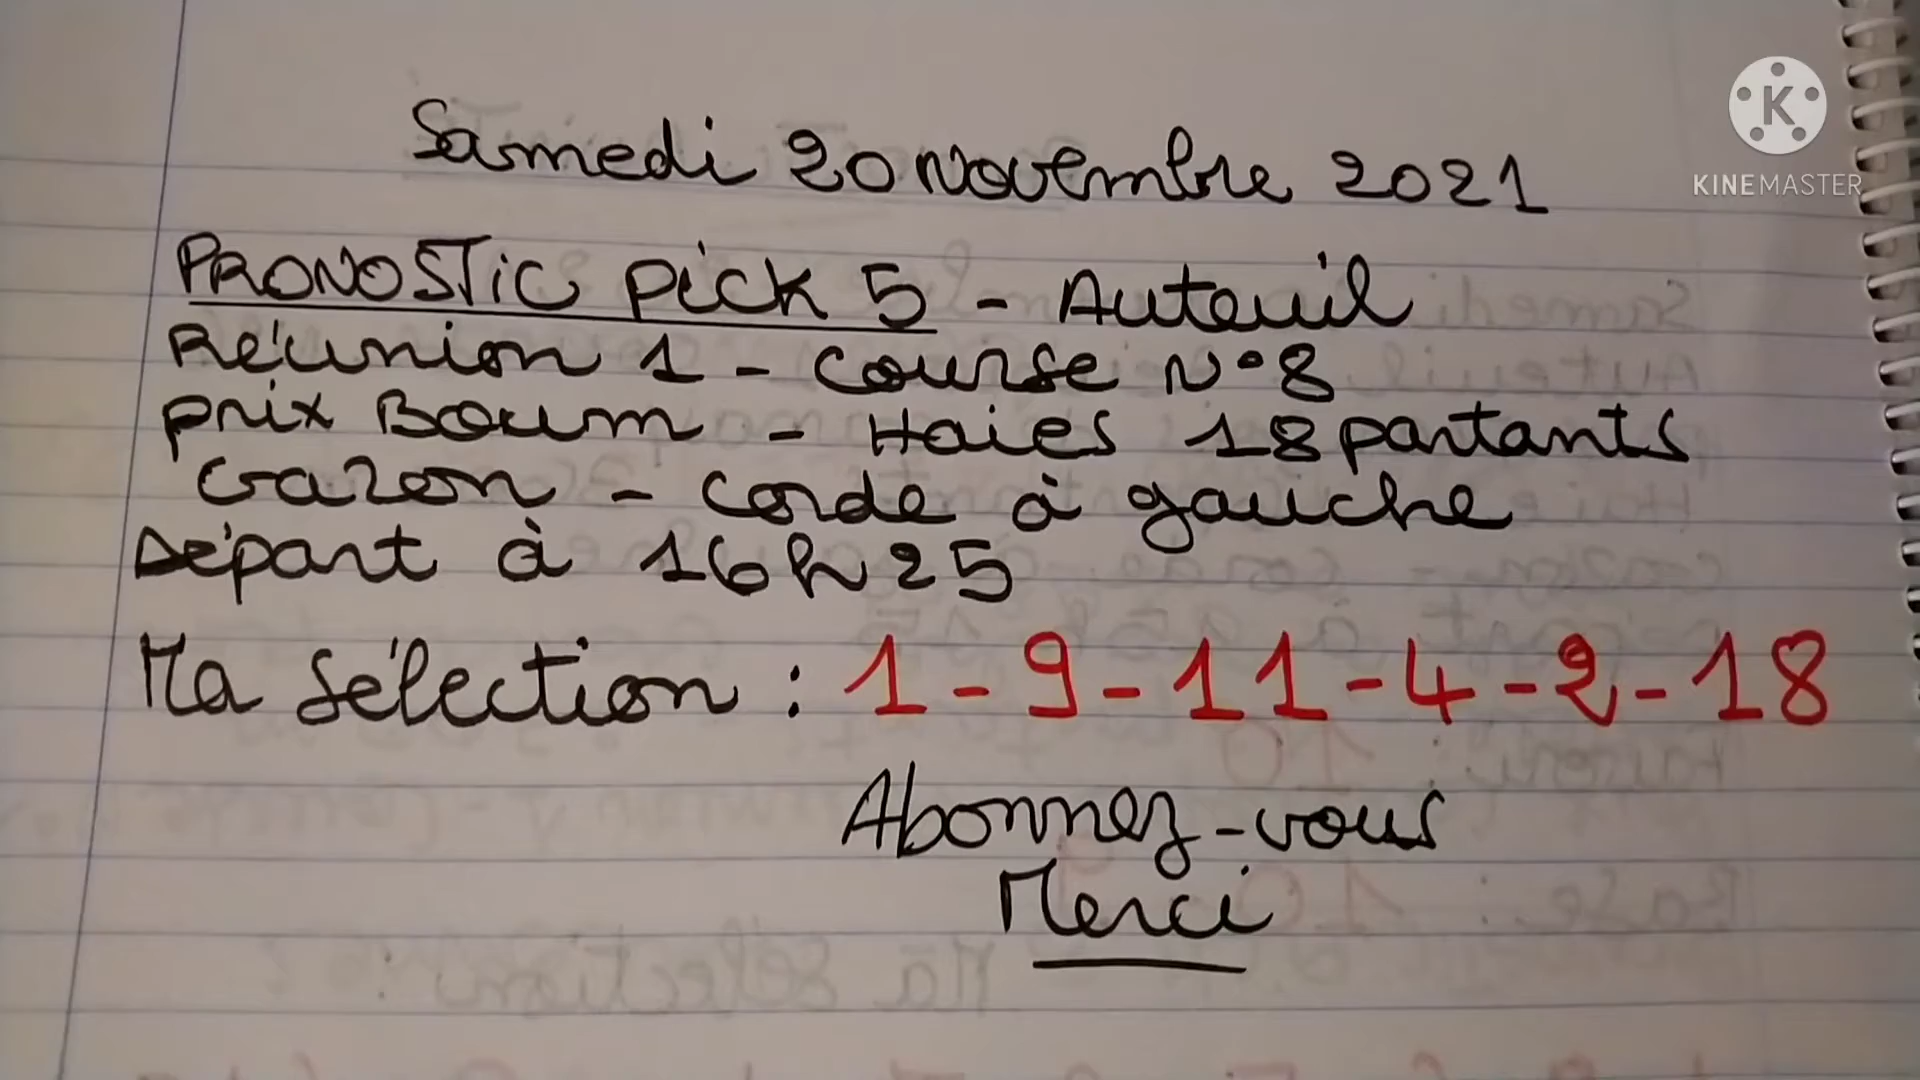 K
KINEMASTER
Samedi 20 Novembre 2021
PRONOSTIC PICK 5 - Auteuil
Réunion 1 - Course N°8
prix Boum - Haies 18 partants
Gazon - Corde à gauche
Départ à 16h25
Ma sélection : 1 - 9 - 11 - 4 - 2 - 18
Abonnez-vous
Merci